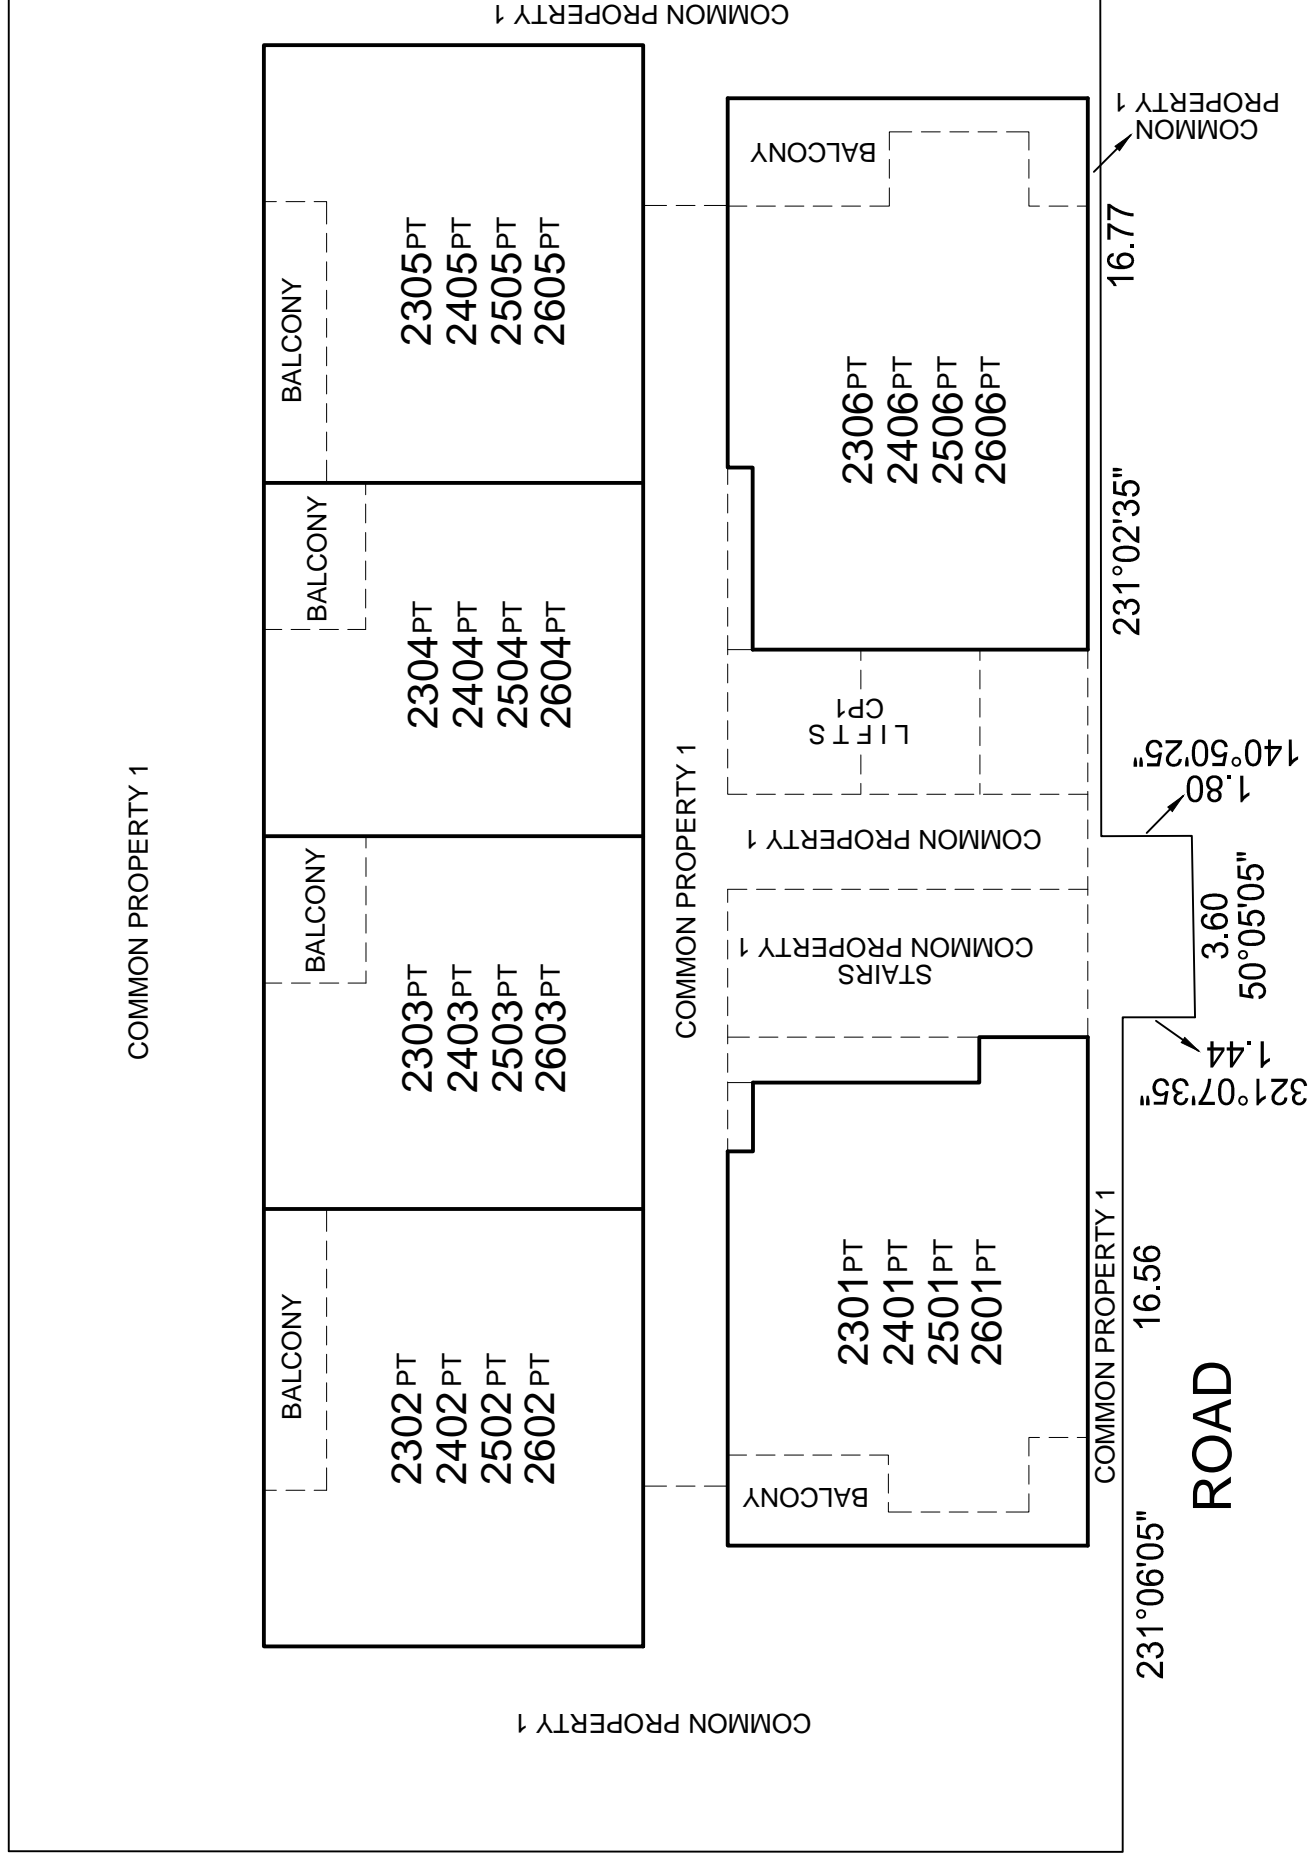 COMMON PROPERTY 1
COMMON PROPERTY 1
BALCONY
2302PT
2402PT
2502PT
2602PT
BALCONY
2303PT
2403PT
2503PT
2603PT
BALCONY
2304PT
2404PT
2504PT
2604PT
BALCONY
2305PT
2405PT
2505PT
2605PT
COMMON PROPERTY 1
COMMON PROPERTY 1
BALCONY
2301PT
2401PT
2501PT
2601PT
STAIRS
COMMON PROPERTY 1
COMMON PROPERTY 1
LIFTS
CP1
2306PT
2406PT
2506PT
2606PT
BALCONY
COMMON PROPERTY 1
COMMON
PROPERTY 1
231°06'05"
16.56
321°07'35"
1.44
3.60
50°05'05"
1.80
140°50'25"
231°02'35"
16.77
ROAD